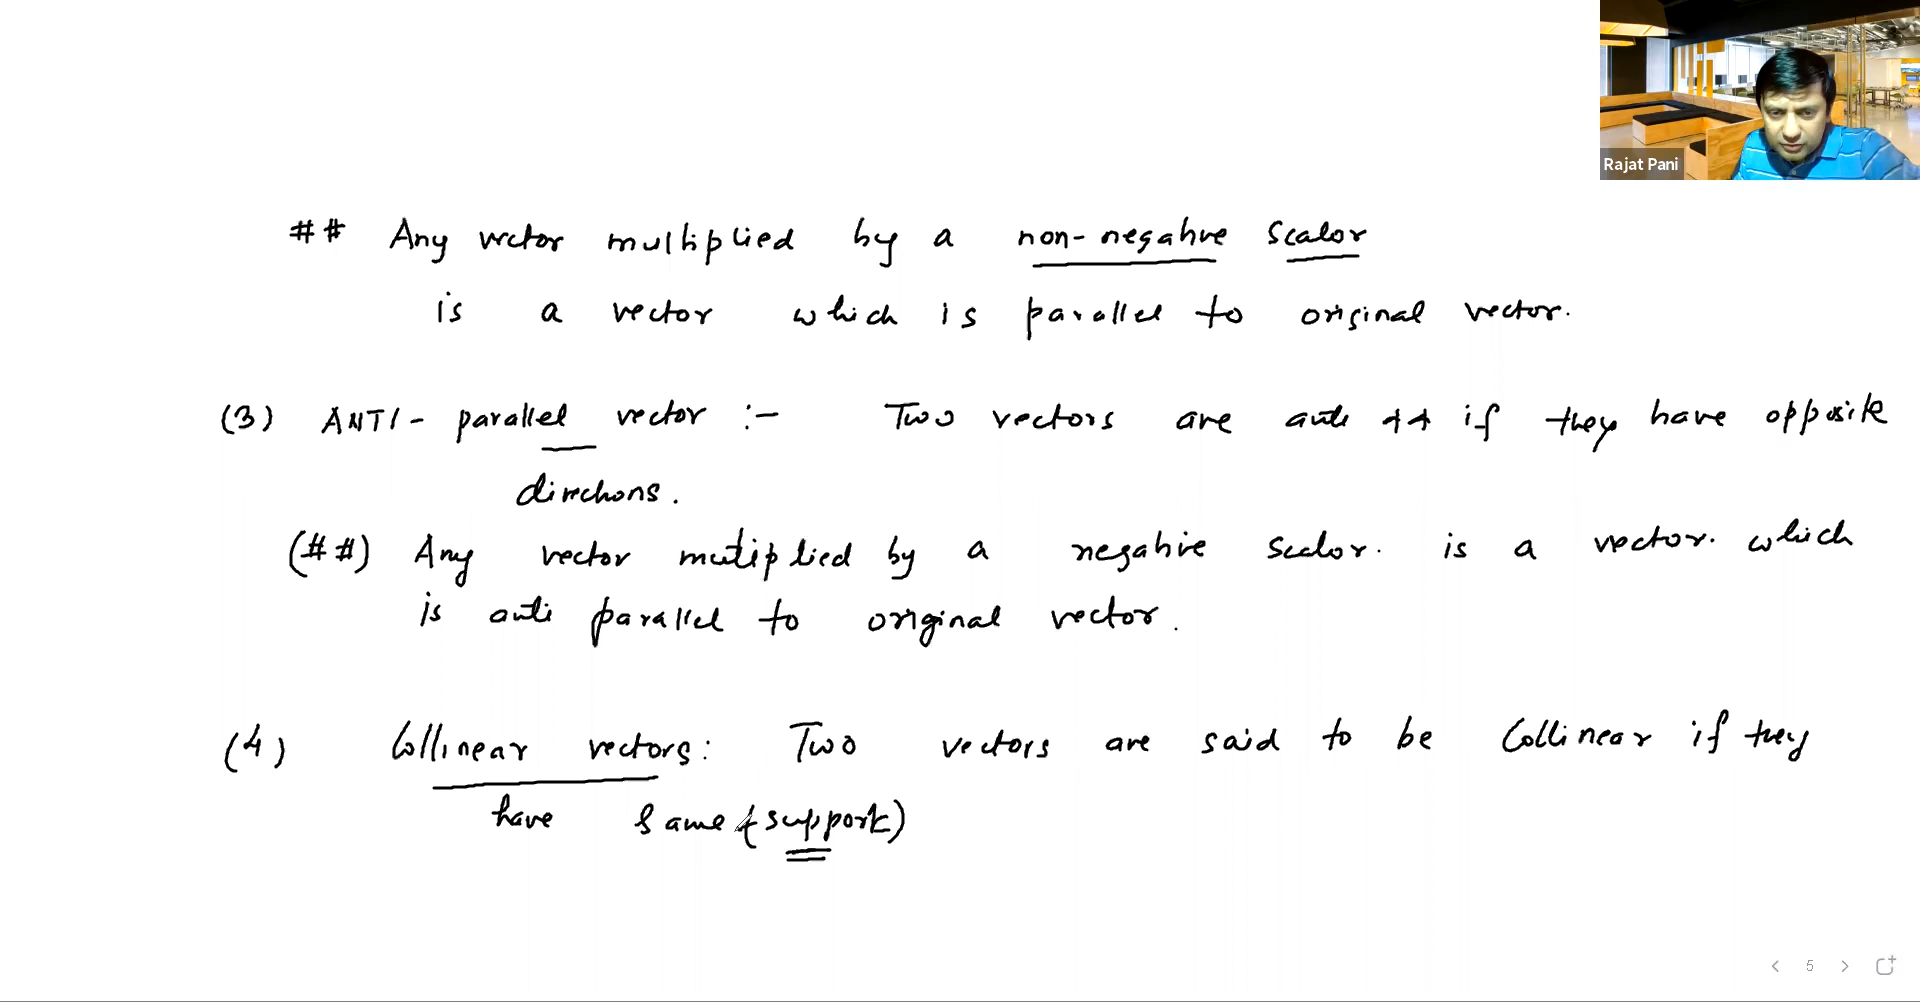 Rajat Pani
## Any vector multiplied by a non-negative scalar
is a vector which is parallel to original vector.
(3) ANTI-parallel vector :- Two vectors are anti if they have opposite
directions.
(##) Any vector multiplied by a negative scalar. is a vector. which
is anti parallel to original vector.
(4) Collinear vectors: Two vectors are said to be Collinear if they
have same (support)
5